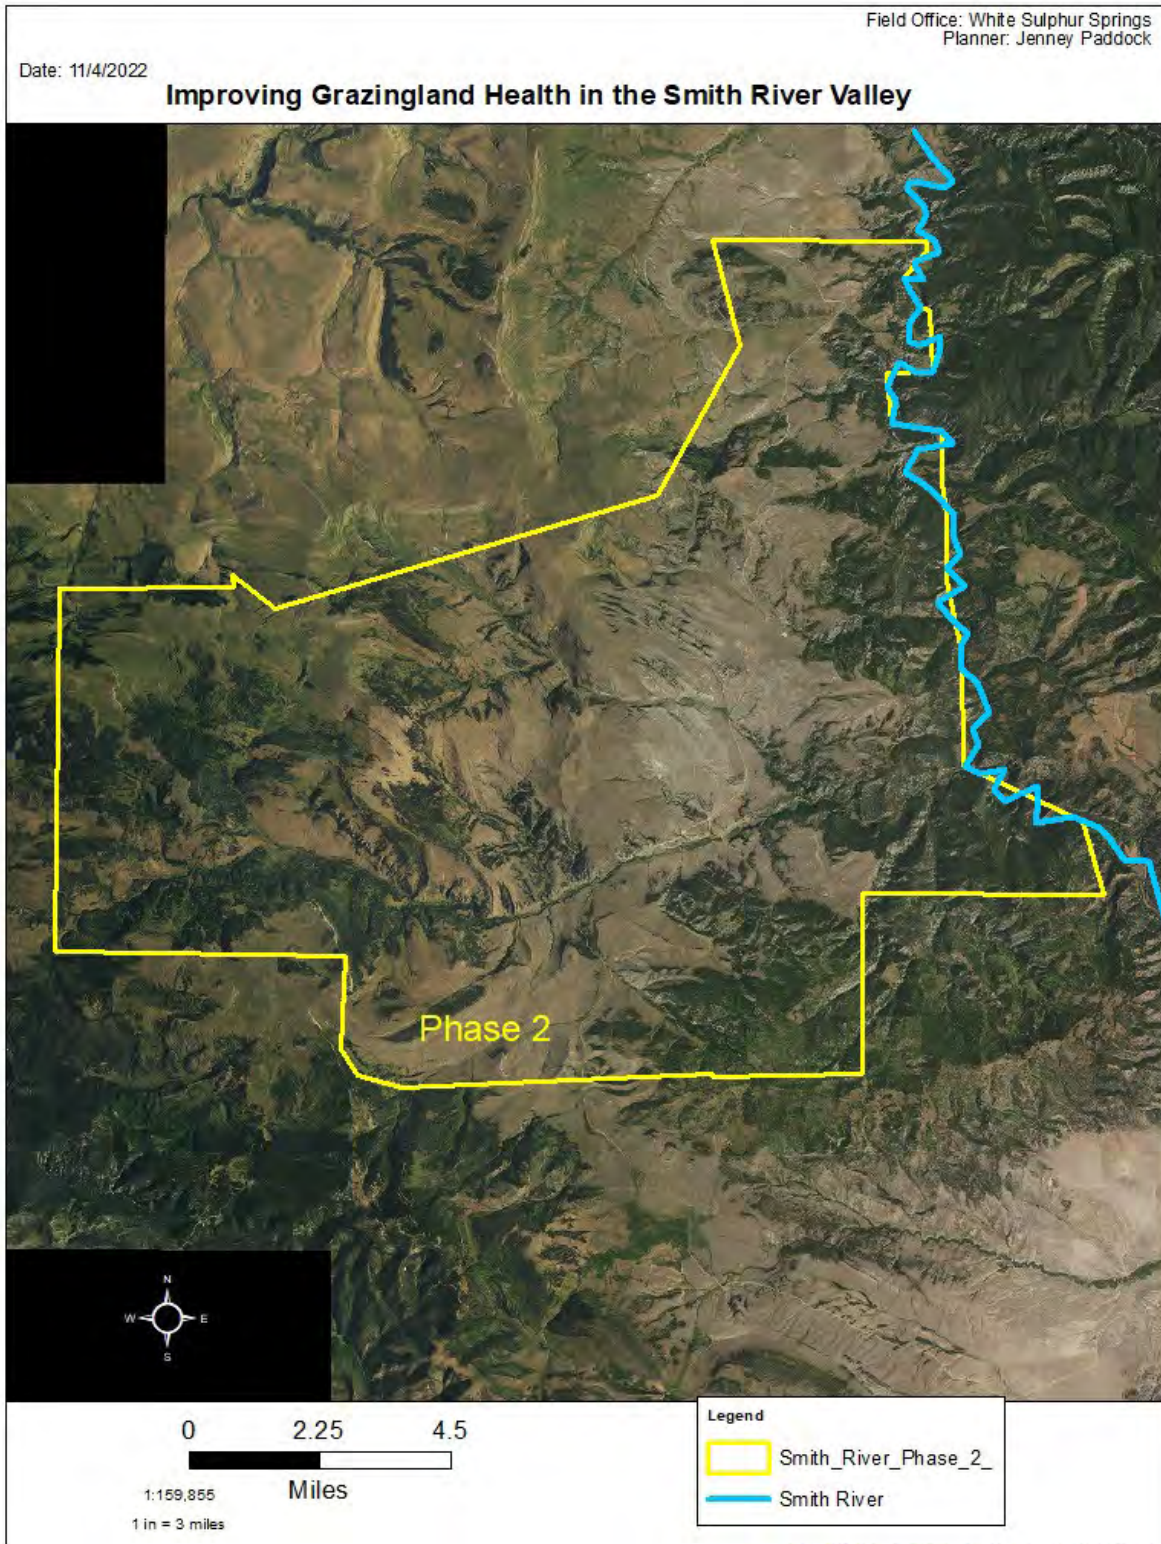 Field Office: White Sulphur Springs
Planner: Jenney Paddock
Date: 11/4/2022
Improving Grazingland Health in the Smith River Valley
Phase 2
N
W E
S
0 2.25 4.5
Miles
1:159,855
1 in = 3 miles
Legend
Smith_River_Phase_2_
Smith River